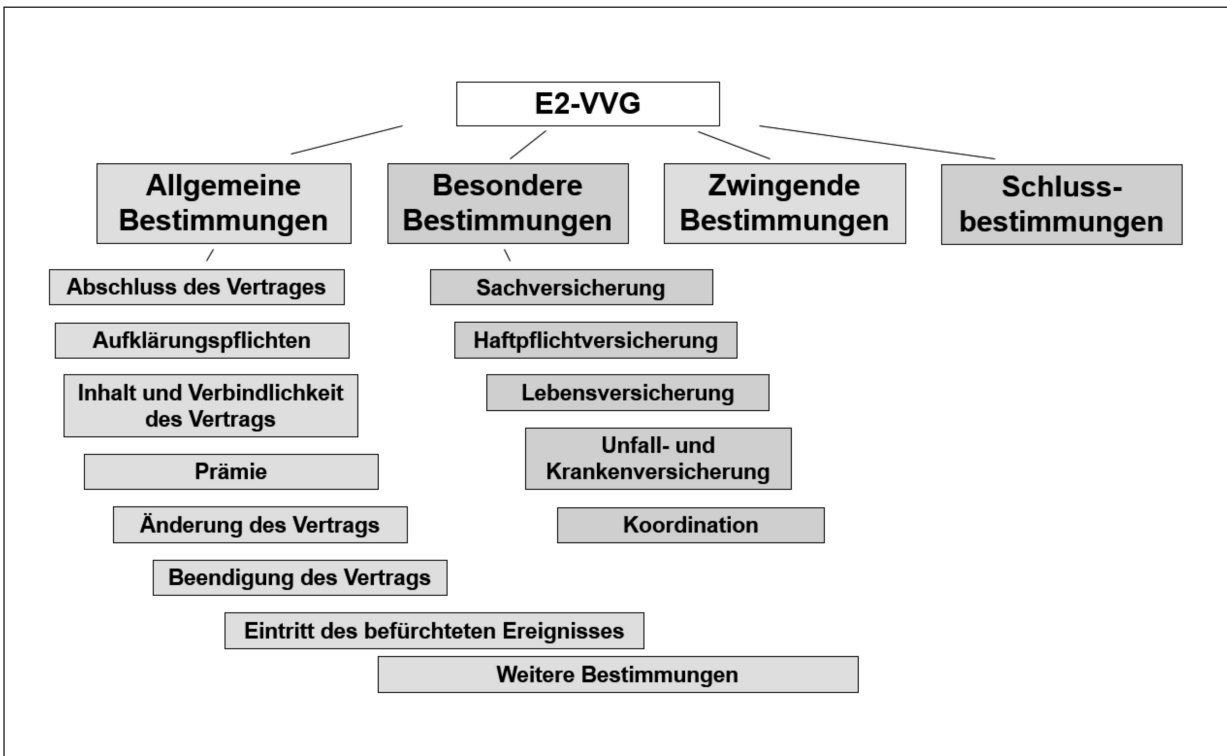 E2-VVG
Allgemeine
Bestimmungen
Besondere
Bestimmungen
Zwingende
Bestimmungen
Schluss-
bestimmungen
Abschluss des Vertrages
Aufklärungspflichten
Inhalt und Verbindlichkeit
des Vertrags
Prämie
Änderung des Vertrags
Beendigung des Vertrags
Eintritt des befürchteten Ereignisses
Weitere Bestimmungen
Sachversicherung
Haftpflichtversicherung
Lebensversicherung
Unfall- und
Krankenversicherung
Koordination